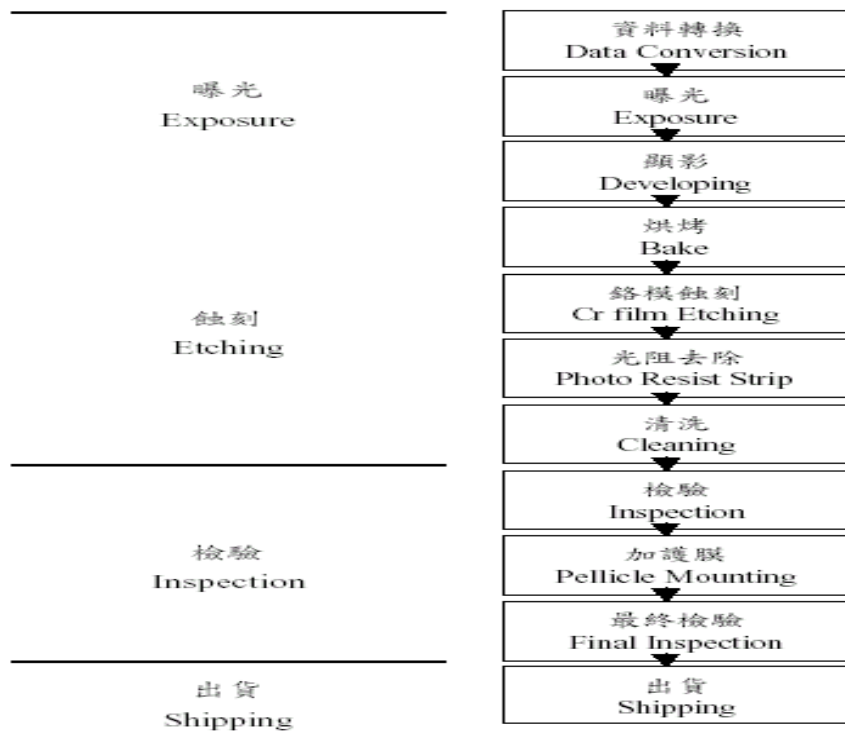 曝光
Exposure
蝕刻
Etching
檢驗
Inspection
出貨
Shipping
資料轉換
Data Conversion
曝光
Exposure
顯影
Developing
烘烤
Bake
鉻模蝕刻
Cr film Etching
光阻去除
Photo Resist Strip
清洗
Cleaning
檢驗
Inspection
加護膜
Pellicle Mounting
最終檢驗
Final Inspection
出貨
Shipping